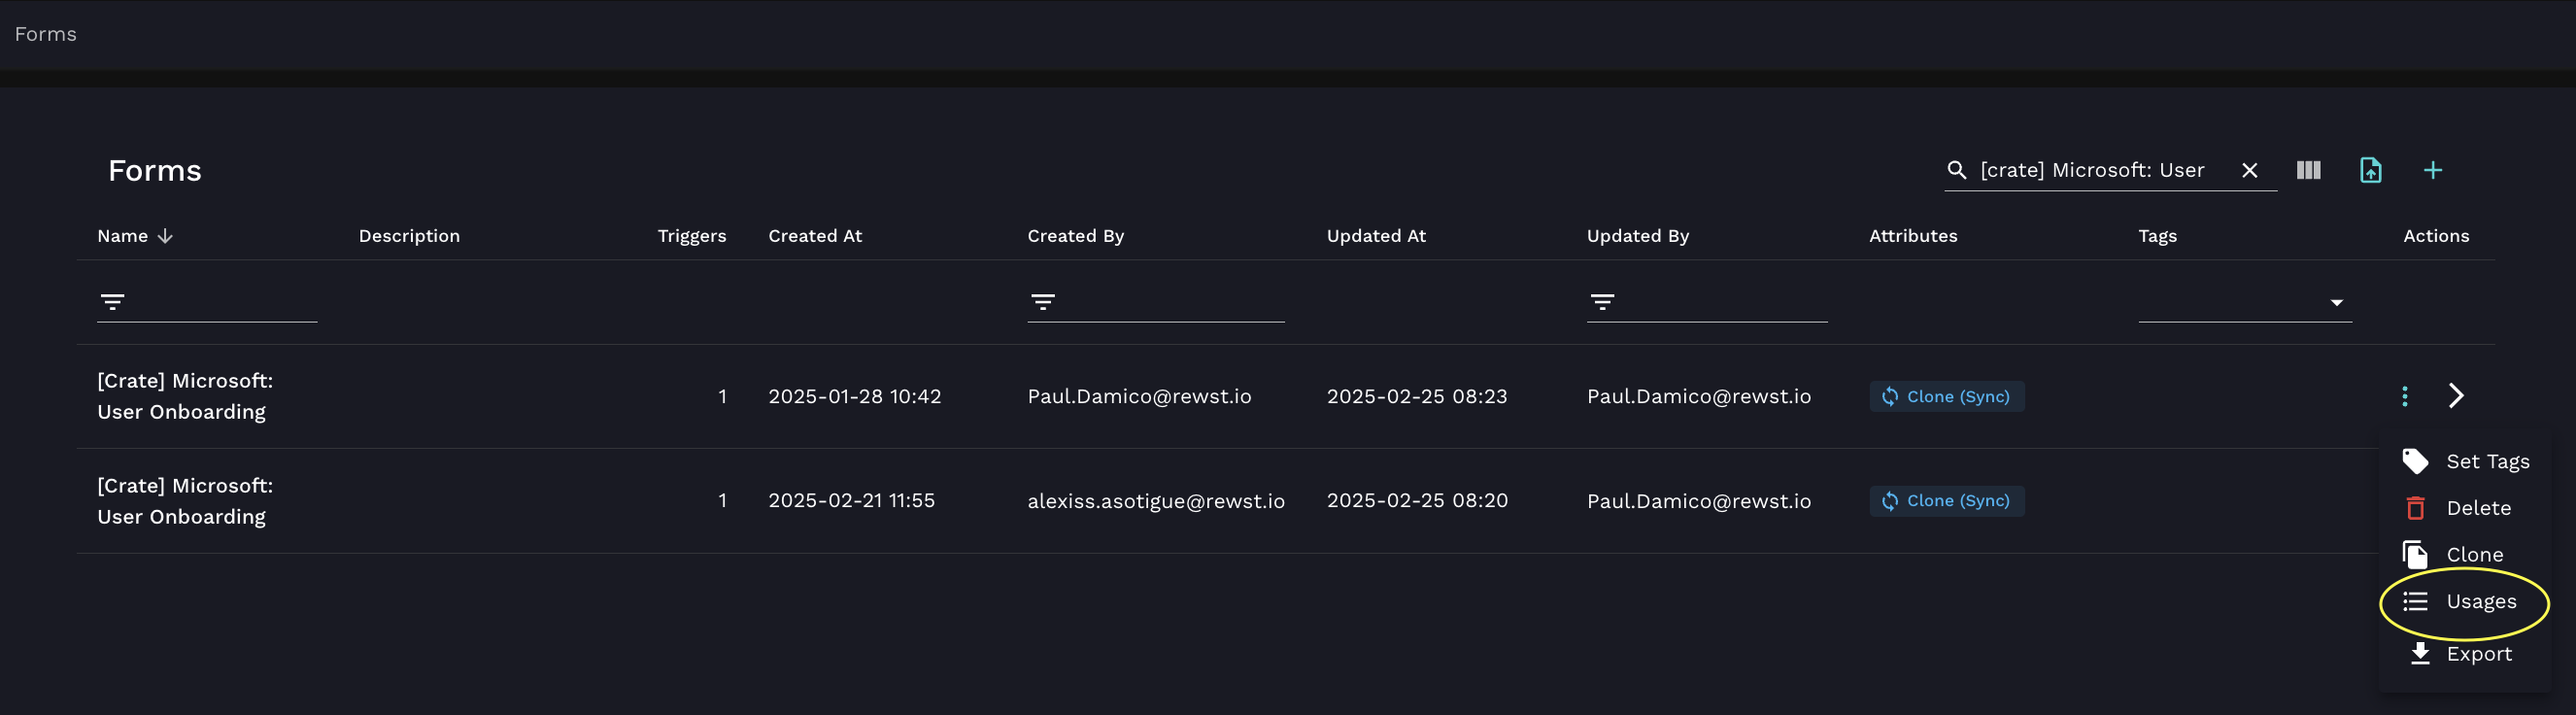 Forms
Forms
[crate] Microsoft: User
Name Description Triggers Created At Created By Updated At Updated By Attributes Tags Actions
[Crate] Microsoft:
User Onboarding
1 2025-01-28 10:42 Paul.Damico@rewst.io 2025-02-25 08:23 Paul.Damico@rewst.io Clone (Sync)
[Crate] Microsoft:
User Onboarding
1 2025-02-21 11:55 alexiss.asotigue@rewst.io 2025-02-25 08:20 Paul.Damico@rewst.io Clone (Sync)
Set Tags
Delete
Clone
Usages
Export